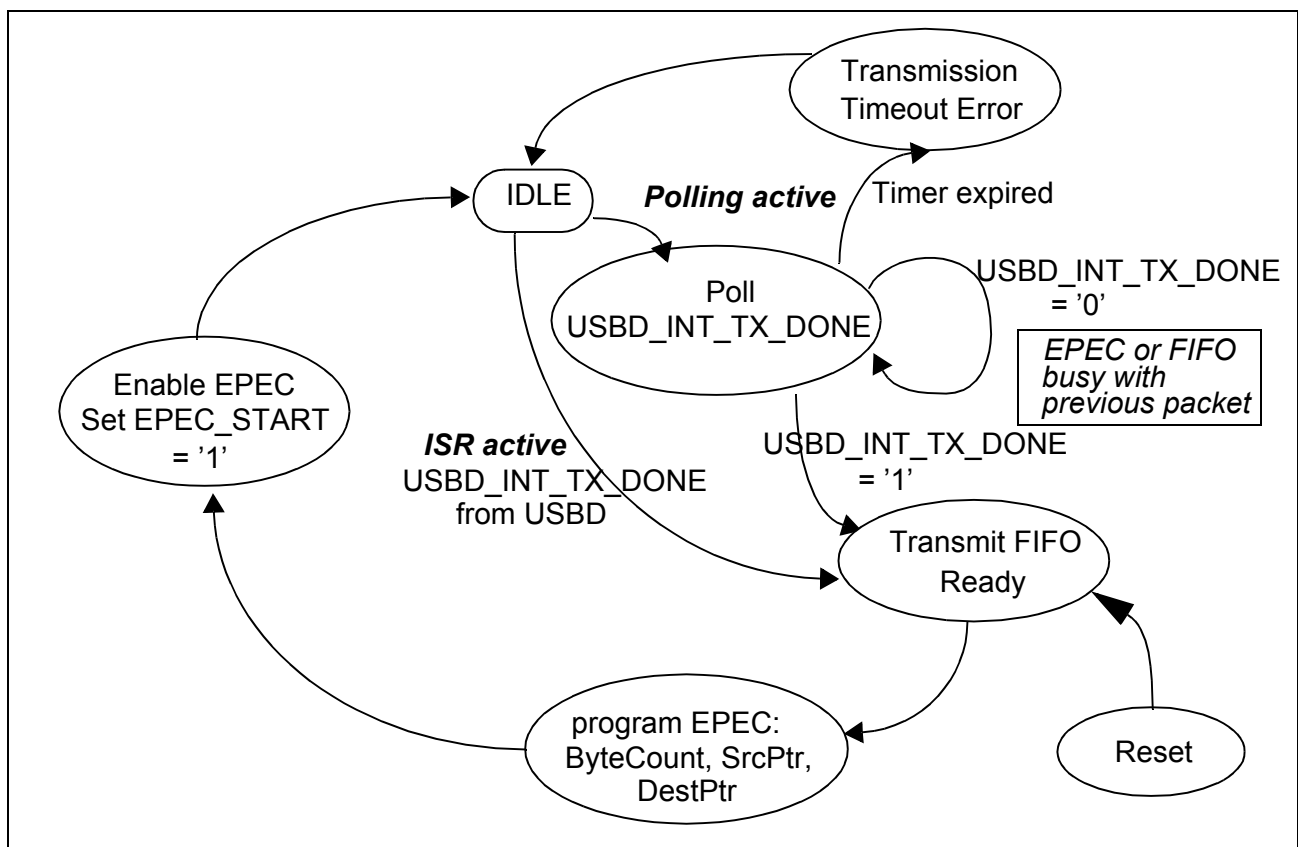 Transmission
Timeout Error
IDLE
Polling active
Timer expired
Poll
USBD_INT_TX_DONE
USBD_INT_TX_DONE
= '0'
EPEC or FIFO
busy with
previous packet
Enable EPEC
Set EPEC_START
= ’1’
ISR active
USBD_INT_TX_DONE
from USBD
USBD_INT_TX_DONE
= ’1’
Transmit FIFO
Ready
program EPEC:
ByteCount, SrcPtr,
DestPtr
Reset